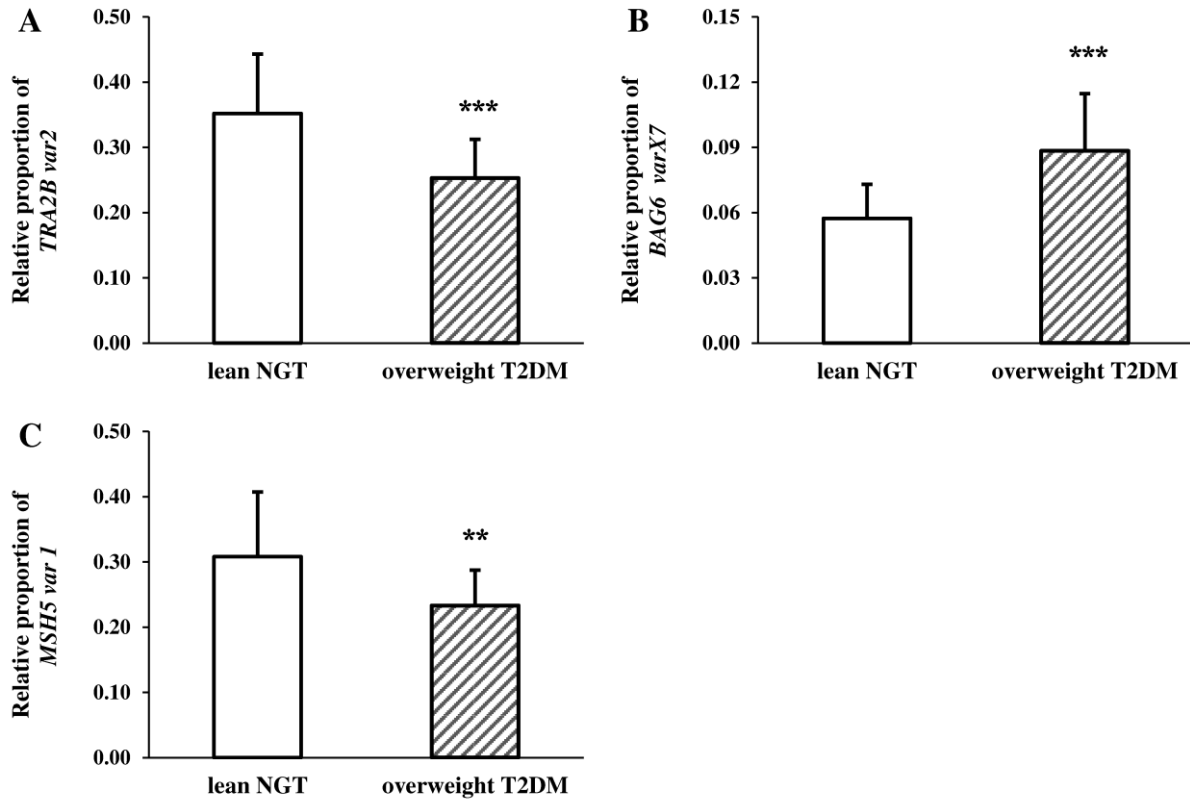 A
Relative proportion of
TRA2B var2
0.50
0.40
0.30
0.20
0.10
0.00
***
lean NGT
overweight T2DM
B
Relative proportion of
BAG6 varX7
0.15
0.12
0.09
0.06
0.03
0.00
***
lean NGT
overweight T2DM
C
Relative proportion of
MSH5 var 1
0.50
0.40
0.30
0.20
0.10
0.00
**
lean NGT
overweight T2DM